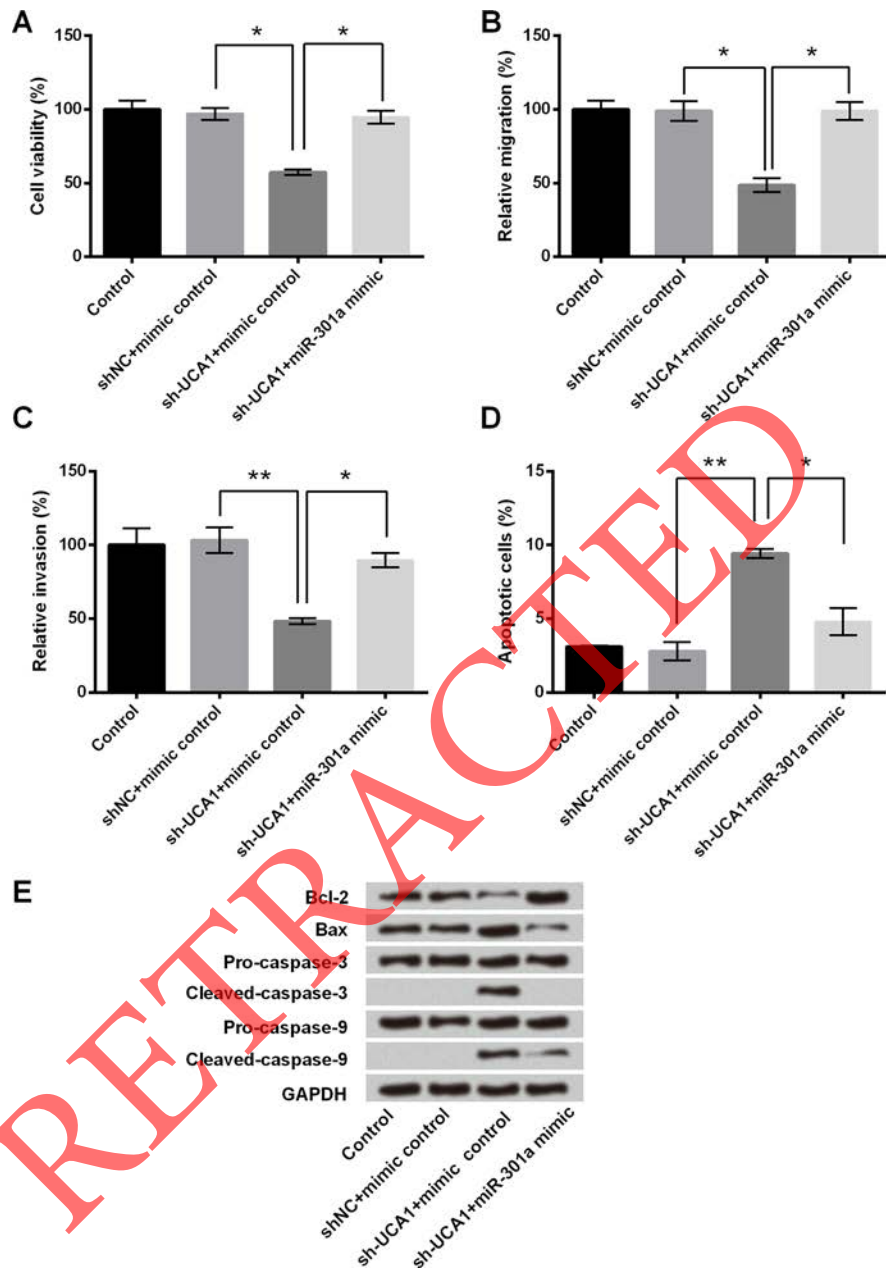 A
150
100
50
0
Cell viability (%)
* *
Control
shNC+mimic control
sh-UCA1+mimic control
sh-UCA1+miR-301a mimic
B
150
100
50
0
Relative migration (%)
* *
Control
shNC+mimic control
sh-UCA1+mimic control
sh-UCA1+miR-301a mimic
C
150
100
50
0
Relative invasion (%)
** *
Control
shNC+mimic control
sh-UCA1+mimic control
sh-UCA1+miR-301a mimic
D
15
10
5
0
Apoptotic cells (%)
** *
Control
shNC+mimic control
sh-UCA1+mimic control
sh-UCA1+miR-301a mimic
E
Bcl-2
Bax
Pro-caspase-3
Cleaved-caspase-3
Pro-caspase-9
Cleaved-caspase-9
GAPDH
Control
shNC+mimic control
sh-UCA1+mimic control
sh-UCA1+miR-301a mimic
RETRACTED